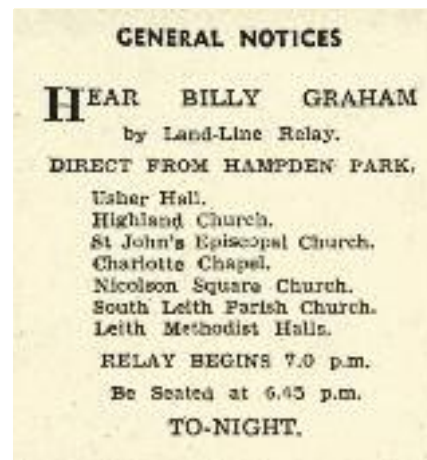 GENERAL NOTICES
HEAR BILLY GRAHAM
by Land-Line Relay.
DIRECT FROM HAMPDEN PARK.
Usher Hall.
Highland Church.
St John's Episcopal Church.
Charlotte Chapel.
Nicolson Square Church.
South Leith Parish Church.
Leith Methodist Halls.
RELAY BEGINS 7.0 p.m.
Be Seated at 6.45 p.m.
TO-NIGHT.